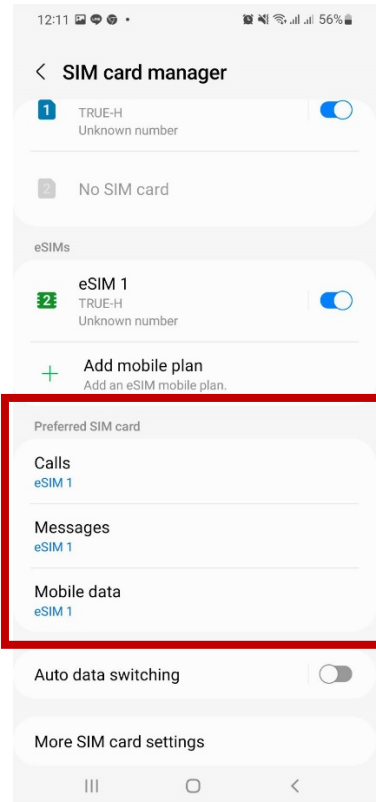 12:11 56%
SIM card manager
1
TRUE-H
Unknown number
2
No SIM card
eSIMs
eSIM 1
2
TRUE-H
Unknown number
Add mobile plan
Add an eSIM mobile plan.
Preferred SIM card
Calls
eSIM 1
Messages
eSIM 1
Mobile data
eSIM 1
Auto data switching
More SIM card settings